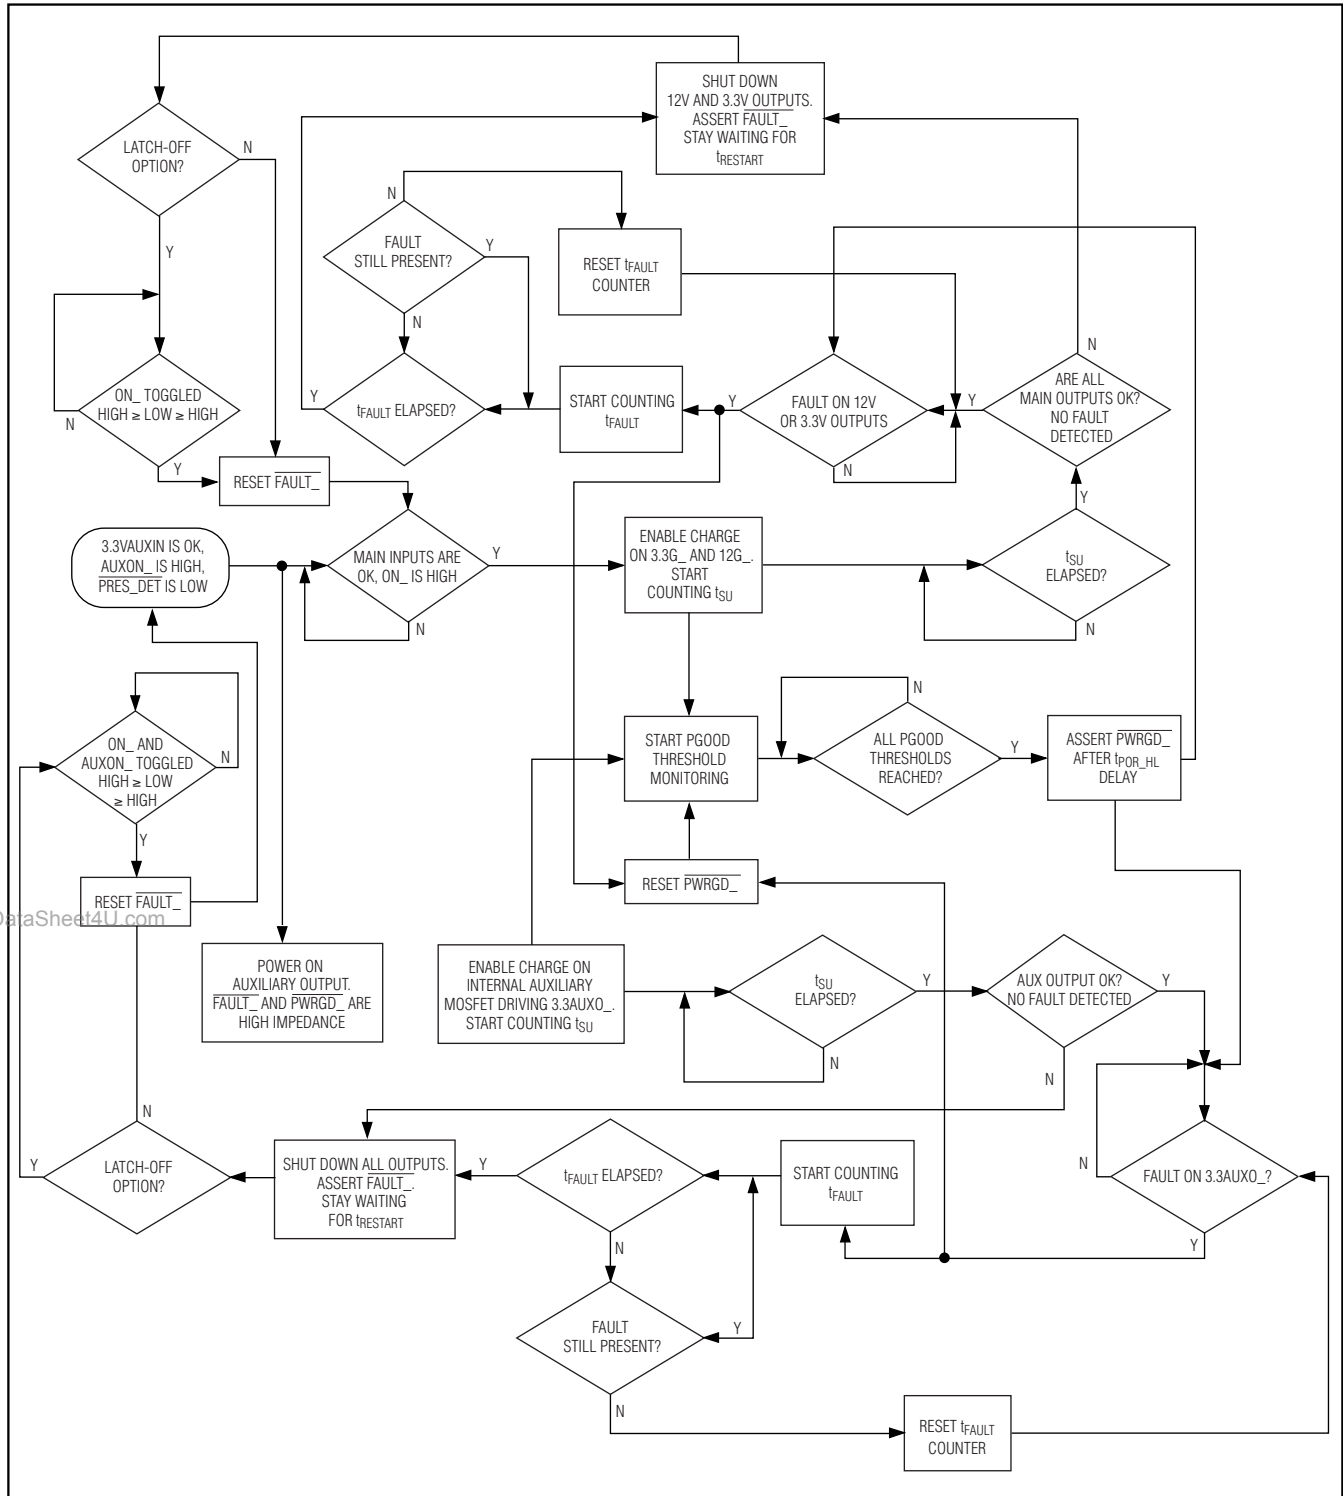 SHUT DOWN
12V AND 3.3V OUTPUTS.
ASSERT FAULT_
STAY WAITING FOR
tRESTART
LATCH-OFF
OPTION?
N
Y
N
FAULT
STILL PRESENT?
Y
N
RESET tFAULT
COUNTER
ON_ TOGGLED
HIGH ≥ LOW ≥ HIGH
N
Y
tFAULT ELAPSED?
Y
START COUNTING
tFAULT
Y
FAULT ON 12V
OR 3.3V OUTPUTS
N
Y
N
ARE ALL
MAIN OUTPUTS OK?
NO FAULT
DETECTED
Y
RESET FAULT_
3.3VAUXIN IS OK,
AUXON_ IS HIGH,
PRES_DET IS LOW
MAIN INPUTS ARE
OK, ON_ IS HIGH
Y
N
ENABLE CHARGE
ON 3.3G_ AND 12G_.
START
COUNTING tSU
tSU
ELAPSED?
N
ON_ AND
AUXON_ TOGGLED
HIGH ≥ LOW
≥ HIGH
N
Y
START PGOOD
THRESHOLD
MONITORING
N
ALL PGOOD
THRESHOLDS
REACHED?
Y
ASSERT PWRGD_
AFTER tPOR_HL
DELAY
RESET FAULT_
RESET PWRGD_
DataSheet4U.com
POWER ON
AUXILIARY OUTPUT.
FAULT_ AND PWRGD_ ARE
HIGH IMPEDANCE
ENABLE CHARGE ON
INTERNAL AUXILIARY
MOSFET DRIVING 3.3AUXO_.
START COUNTING tSU
tSU
ELAPSED?
Y
N
AUX OUTPUT OK?
NO FAULT DETECTED
Y
N
N
LATCH-OFF
OPTION?
Y
SHUT DOWN ALL OUTPUTS.
ASSERT FAULT_.
STAY WAITING
FOR tRESTART
Y
tFAULT ELAPSED?
N
START COUNTING
tFAULT
N
FAULT ON 3.3AUXO_?
Y
FAULT
STILL PRESENT?
Y
N
RESET tFAULT
COUNTER